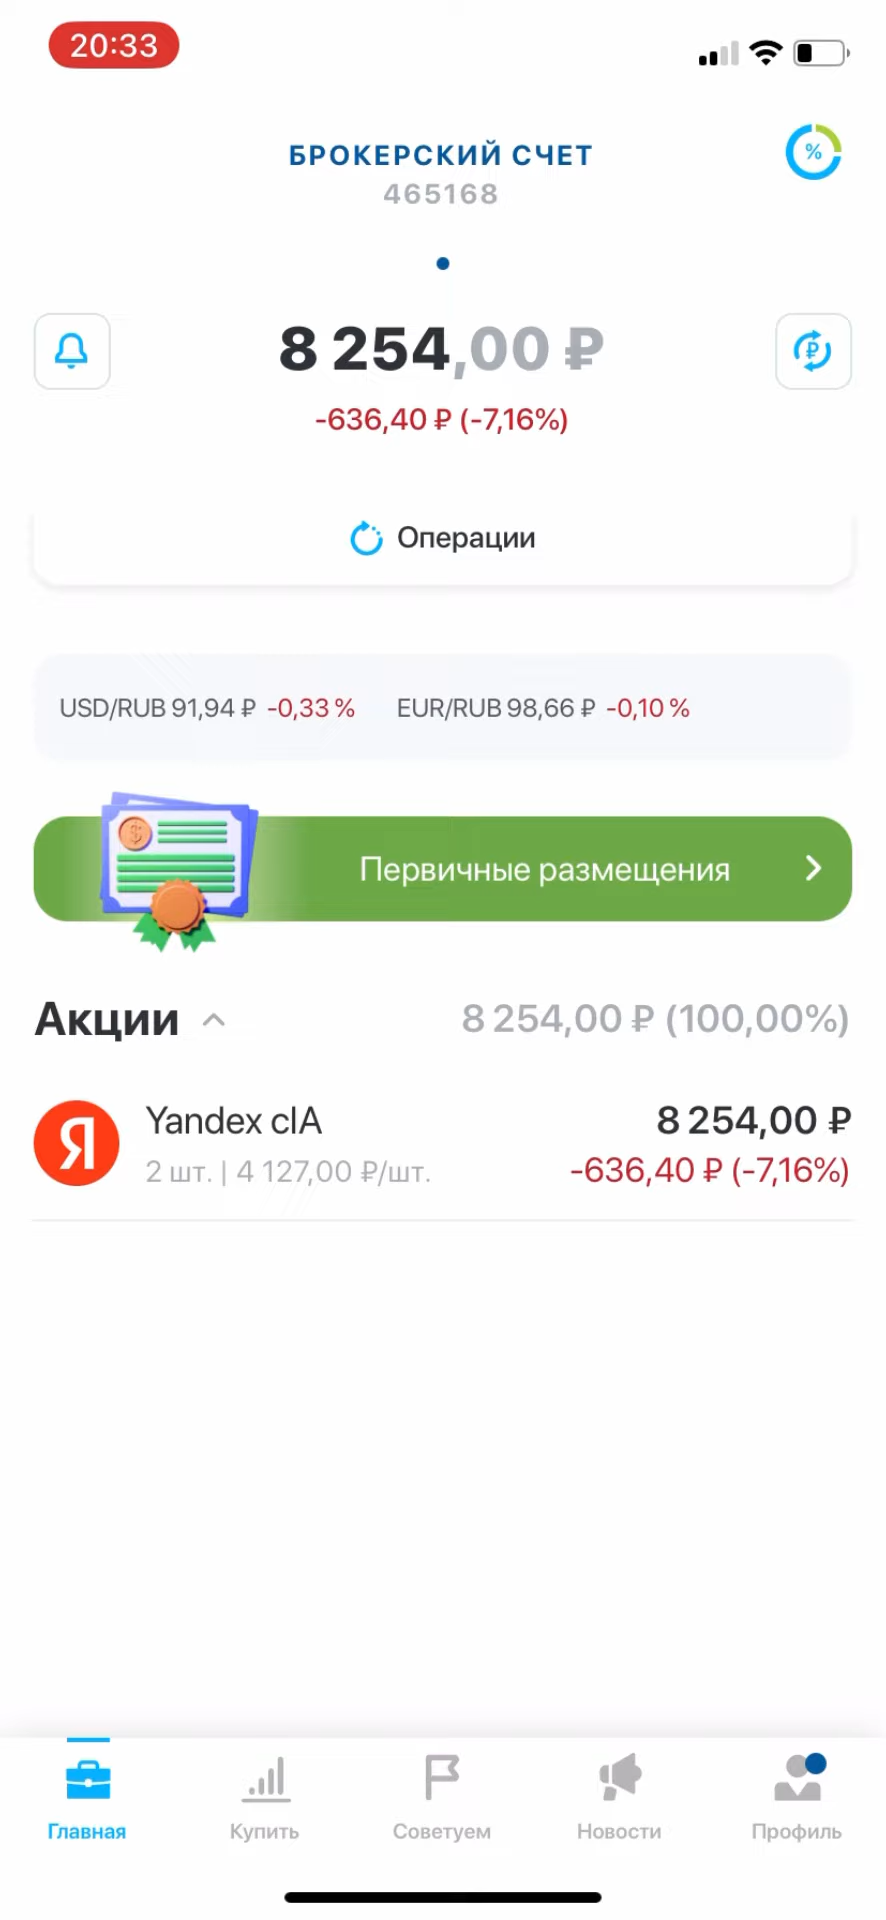 20:33
БРОКЕРСКИЙ СЧЕТ
465168
%
8 254,00 ₽
-636,40 ₽ (-7,16%)
Операции
USD/RUB 91,94 ₽ -0,33 % EUR/RUB 98,66 ₽ -0,10 %
Первичные размещения
Акции 8 254,00 ₽ (100,00%)
Я
Yandex clA 8 254,00 ₽
2 шт. | 4 127,00 ₽/шт. -636,40 ₽ (-7,16%)
Главная Купить Советуем Новости Профиль